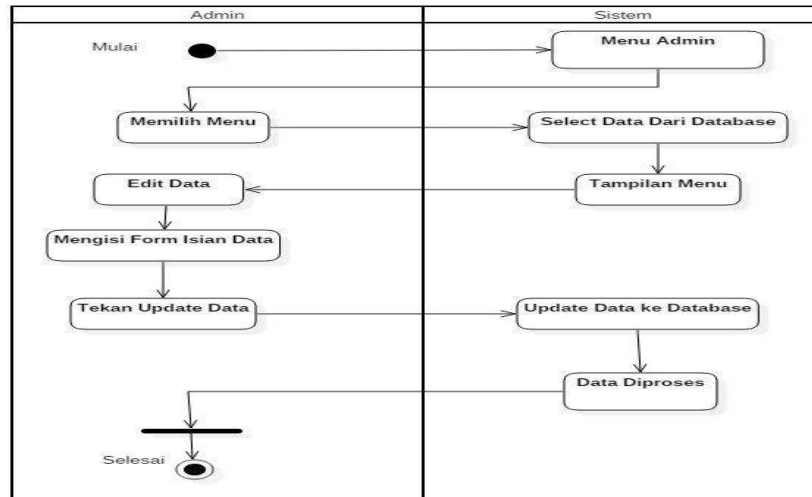 Admin
Sistem
Mulai
Menu Admin
Memilih Menu
Select Data Dari Database
Edit Data
Tampilan Menu
Mengisi Form Isian Data
Tekan Update Data
Update Data ke Database
Data Diproses
Selesai